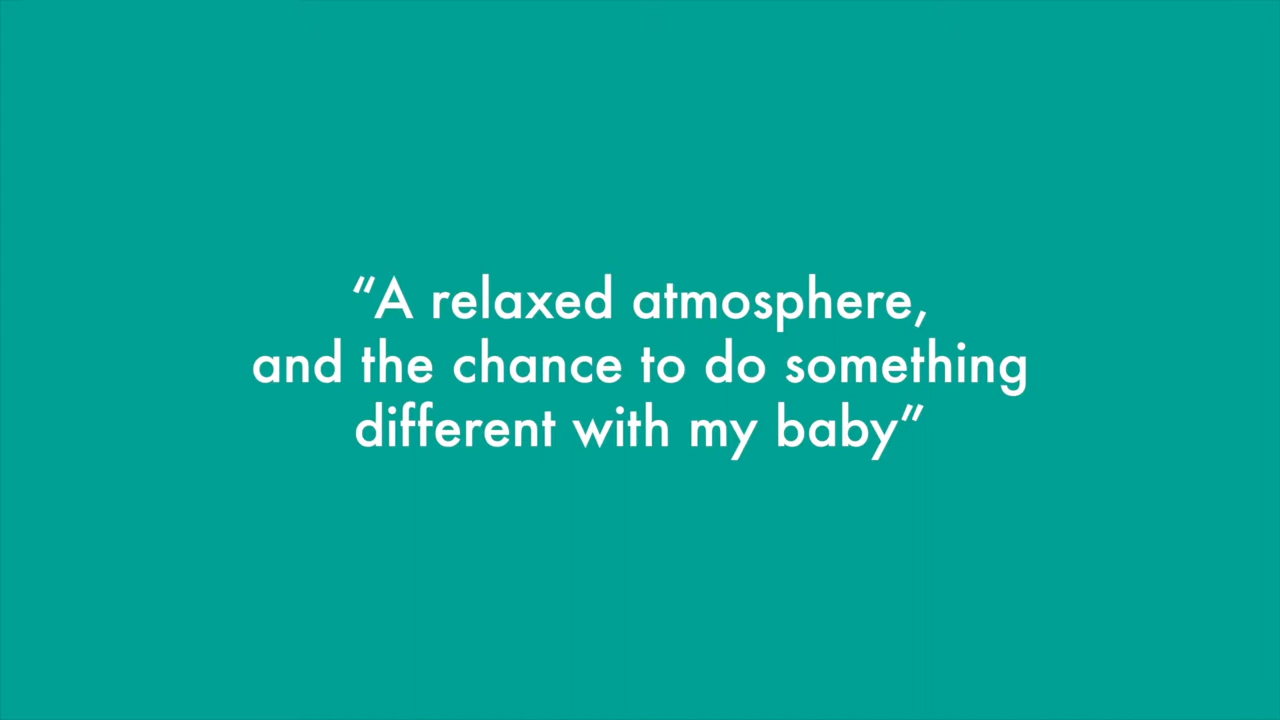 “A relaxed atmosphere,
and the chance to do something
different with my baby”